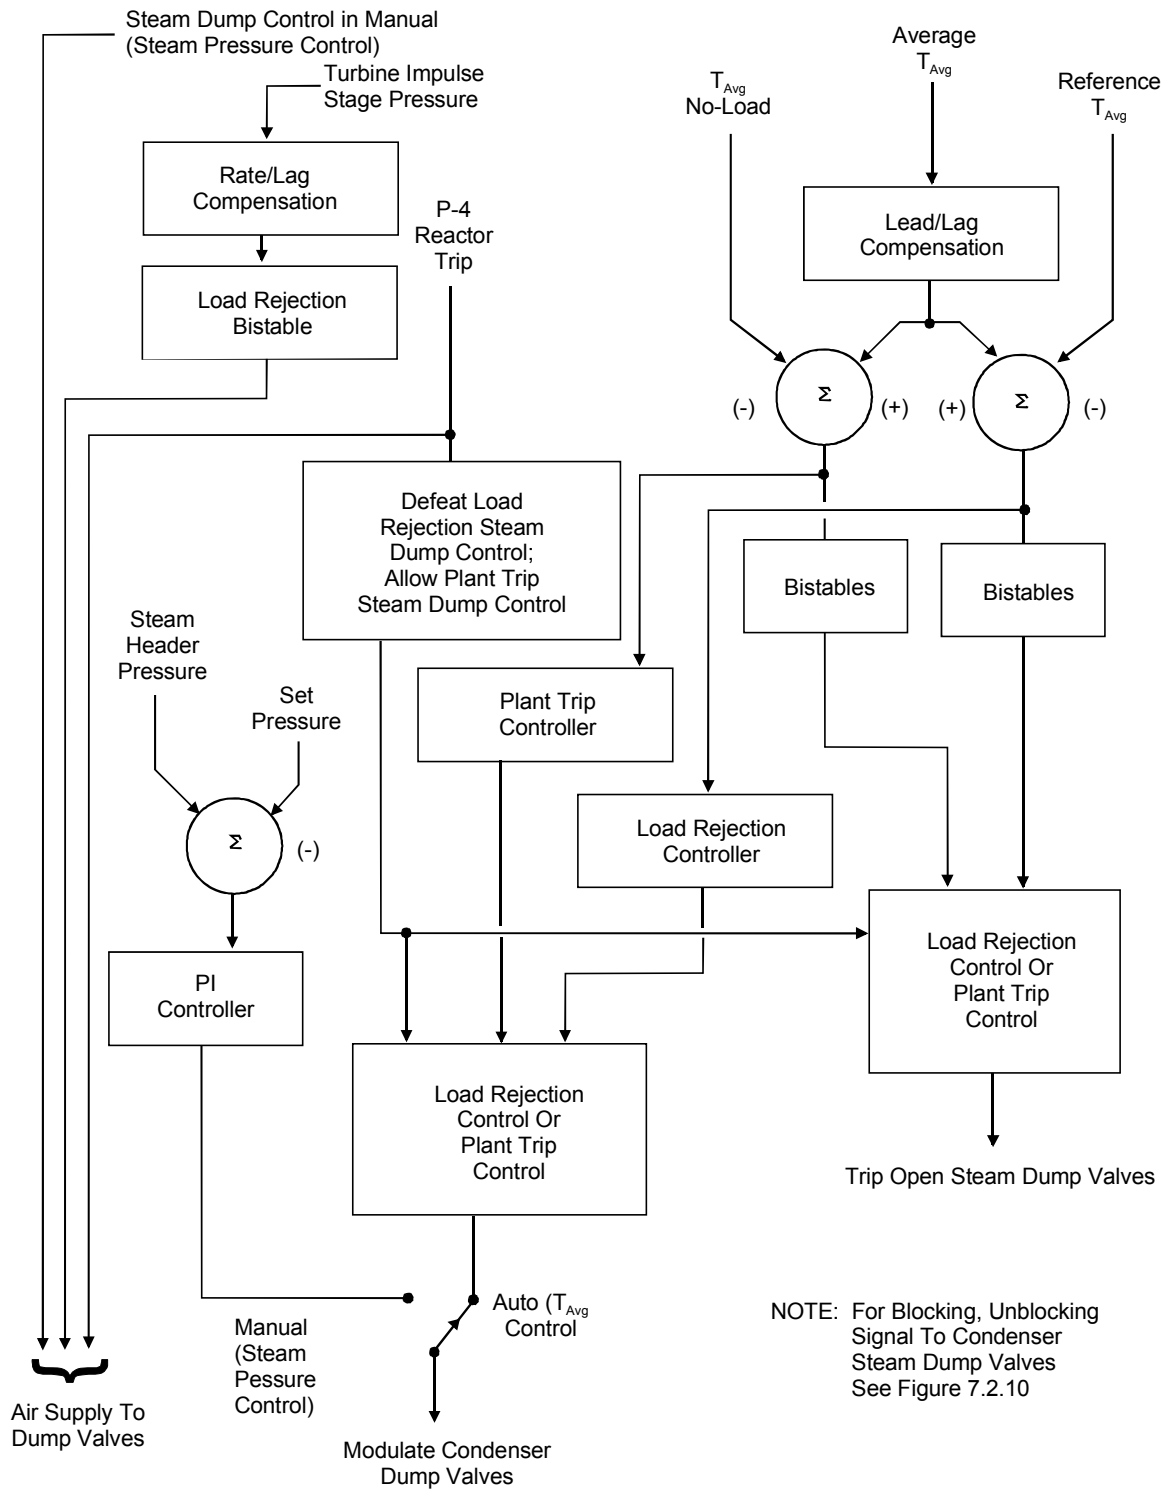 Steam Dump Control in Manual
(Steam Pressure Control)
Turbine Impulse
Stage Pressure
Average
T_Avg
T_Avg
No-Load
Reference
T_Avg
Rate/Lag
Compensation
P-4
Reactor
Trip
Lead/Lag
Compensation
Load Rejection
Bistable
Σ
Σ
(-)
(+)
(+)
(-)
Defeat Load
Rejection Steam
Dump Control;
Allow Plant Trip
Steam Dump Control
Bistables
Bistables
Steam
Header
Pressure
Set
Pressure
Plant Trip
Controller
Σ
(-)
Load Rejection
Controller
PI
Controller
Load Rejection
Control Or
Plant Trip
Control
Load Rejection
Control Or
Plant Trip
Control
Trip Open Steam Dump Valves
Manual
(Steam
Pessure
Control)
Auto (T_Avg
Control
NOTE: For Blocking, Unblocking
Signal To Condenser
Steam Dump Valves
See Figure 7.2.10
Air Supply To
Dump Valves
Modulate Condenser
Dump Valves